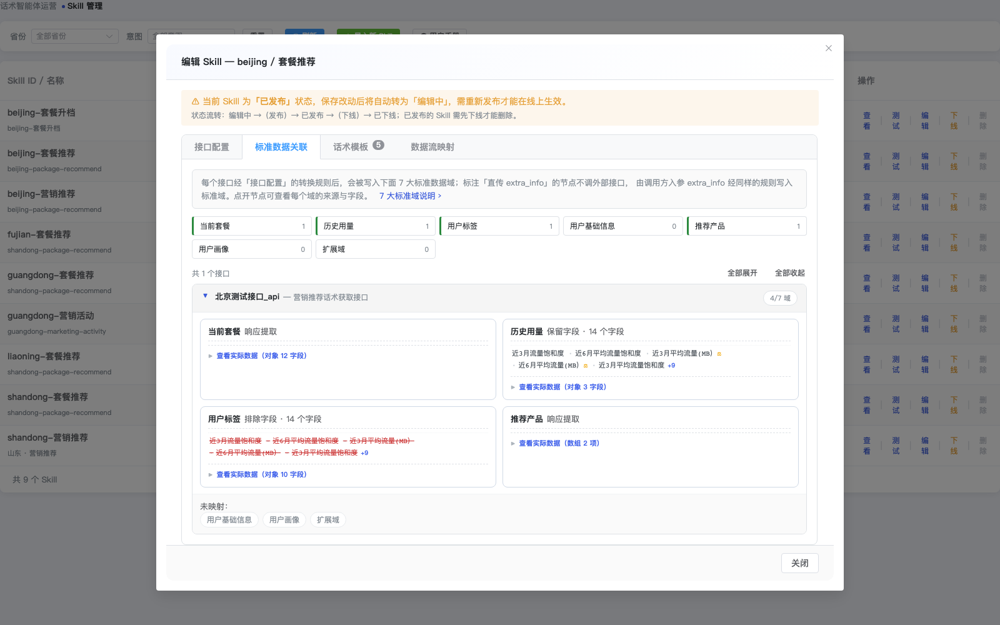 话术智能体运营 • Skill 管理
省份 全部省份 意图
Skill ID / 名称 操作
beijing-套餐升档
beijing-套餐升档
查看 测试 编辑 下线 删除
beijing-套餐推荐
beijing-package-recommend
查看 测试 编辑 下线 删除
beijing-营销推荐
beijing-package-recommend
查看 测试 编辑 下线 删除
fujian-套餐推荐
shandong-package-recommend
查看 测试 编辑 下线 删除
guangdong-套餐推荐
shandong-package-recommend
查看 测试 编辑 下线 删除
guangdong-营销活动
guangdong-marketing-activity
查看 测试 编辑 下线 删除
liaoning-套餐推荐
shandong-package-recommend
查看 测试 编辑 下线 删除
shandong-套餐推荐
shandong-package-recommend
查看 测试 编辑 下线 删除
shandong-营销推荐
山东 · 营销推荐
查看 测试 编辑 下线 删除
共 9 个 Skill
编辑 Skill — beijing / 套餐推荐
⚠ 当前 Skill 为「已发布」状态，保存改动后将自动转为「编辑中」，需重新发布才能在线上生效。
状态流转：编辑中 →（发布）→ 已发布 →（下线）→ 已下线；已发布的 Skill 需先下线才能删除。
接口配置 标准数据关联 话术模板 5 数据流映射
每个接口经「接口配置」的转换规则后，会被写入下面 7 大标准数据域；标注「直传 extra_info」的节点不调外部接口， 由调用方入参 extra_info 经同样的规则写入
标准域。点开节点可查看每个域的来源与字段。 7 大标准域说明 ›
当前套餐 1 历史用量 1 用户标签 1 用户基础信息 0 推荐产品 1
用户画像 0 扩展域 0
共 1 个接口 全部展开 全部收起
▼ 北京测试接口_api — 营销推荐话术获取接口 4/7 域
当前套餐 响应提取
▶ 查看实际数据（对象 12 字段）
历史用量 保留字段 · 14 个字段
近3月流量饱和度 · 近6月平均流量饱和度 · 近3月平均流量(MB) ⚖
· 近6月平均流量(MB) ⚖ · 近3月平均流量饱和度 +9
▶ 查看实际数据（对象 3 字段）
用户标签 排除字段 · 14 个字段
近3月流量饱和度 − 近6月平均流量饱和度 − 近3月平均流量(MB)
− 近6月平均流量(MB) − 近3月平均流量饱和度 +9
▶ 查看实际数据（对象 10 字段）
推荐产品 响应提取
▶ 查看实际数据（数组 2 项）
未映射：
用户基础信息 用户画像 扩展域
关闭